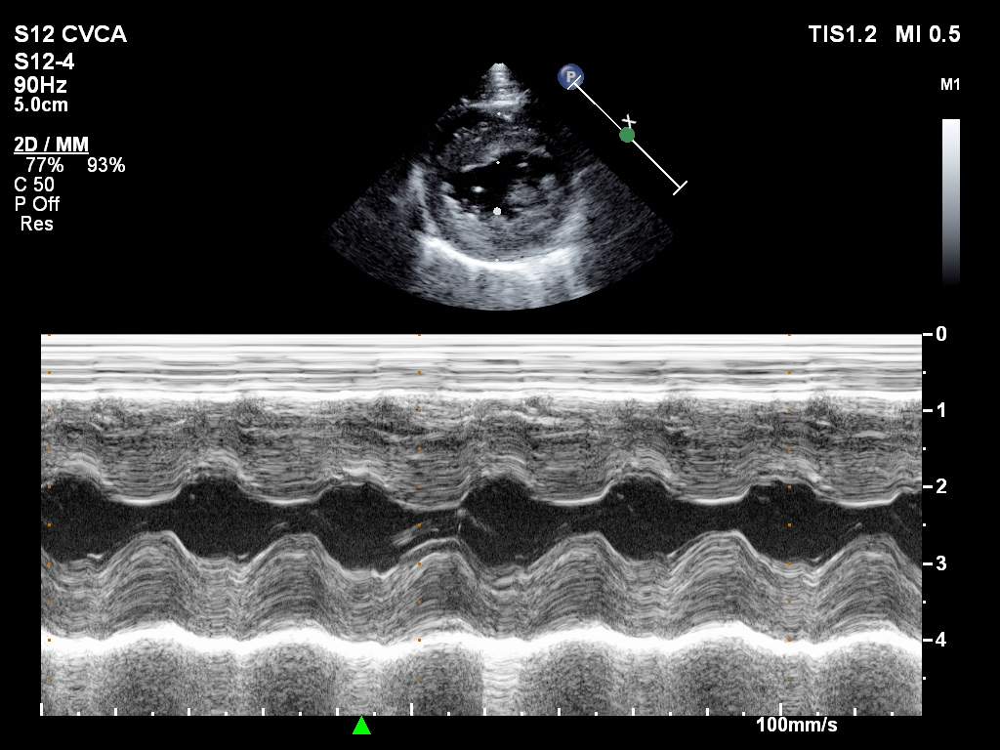 S12 CVCA
S12-4
90Hz
5.0cm
2D / MM
77% 93%
C 50
P Off
Res
TIS1.2 MI 0.5
M1
P
0
1
2
3
4
100mm/s